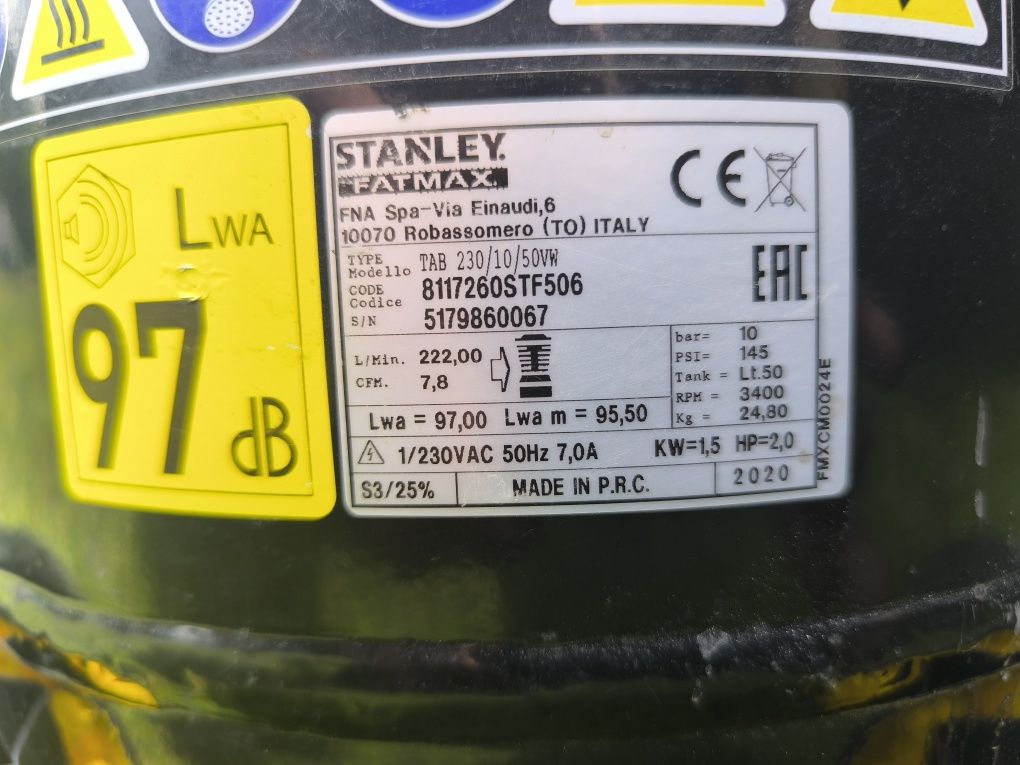 LWA
97
dB
STANLEY.
FATMAX.
CE
FNA Spa-Via Einaudi,6
10070 Robassomero (TO) ITALY
TYPE
Modello TAB 230/10/50VW
CODE
Codice 8117260STF506
S/N 5179860067
EAC
L/Min. 222,00
CFM. 7,8
bar= 10
PSI= 145
Tank = Lt.50
RPM = 3400
Kg = 24,80
Lwa = 97,00 Lwa m = 95,50
1/230VAC 50Hz 7,0A KW=1,5 HP=2,0
S3/25% MADE IN P.R.C. 2020
FMXCM0024E